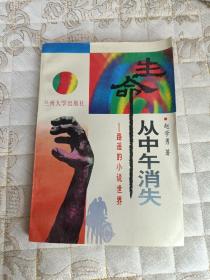 生命
从中午消失
——路遥的小说世界
赵学勇 著
兰州大学出版社